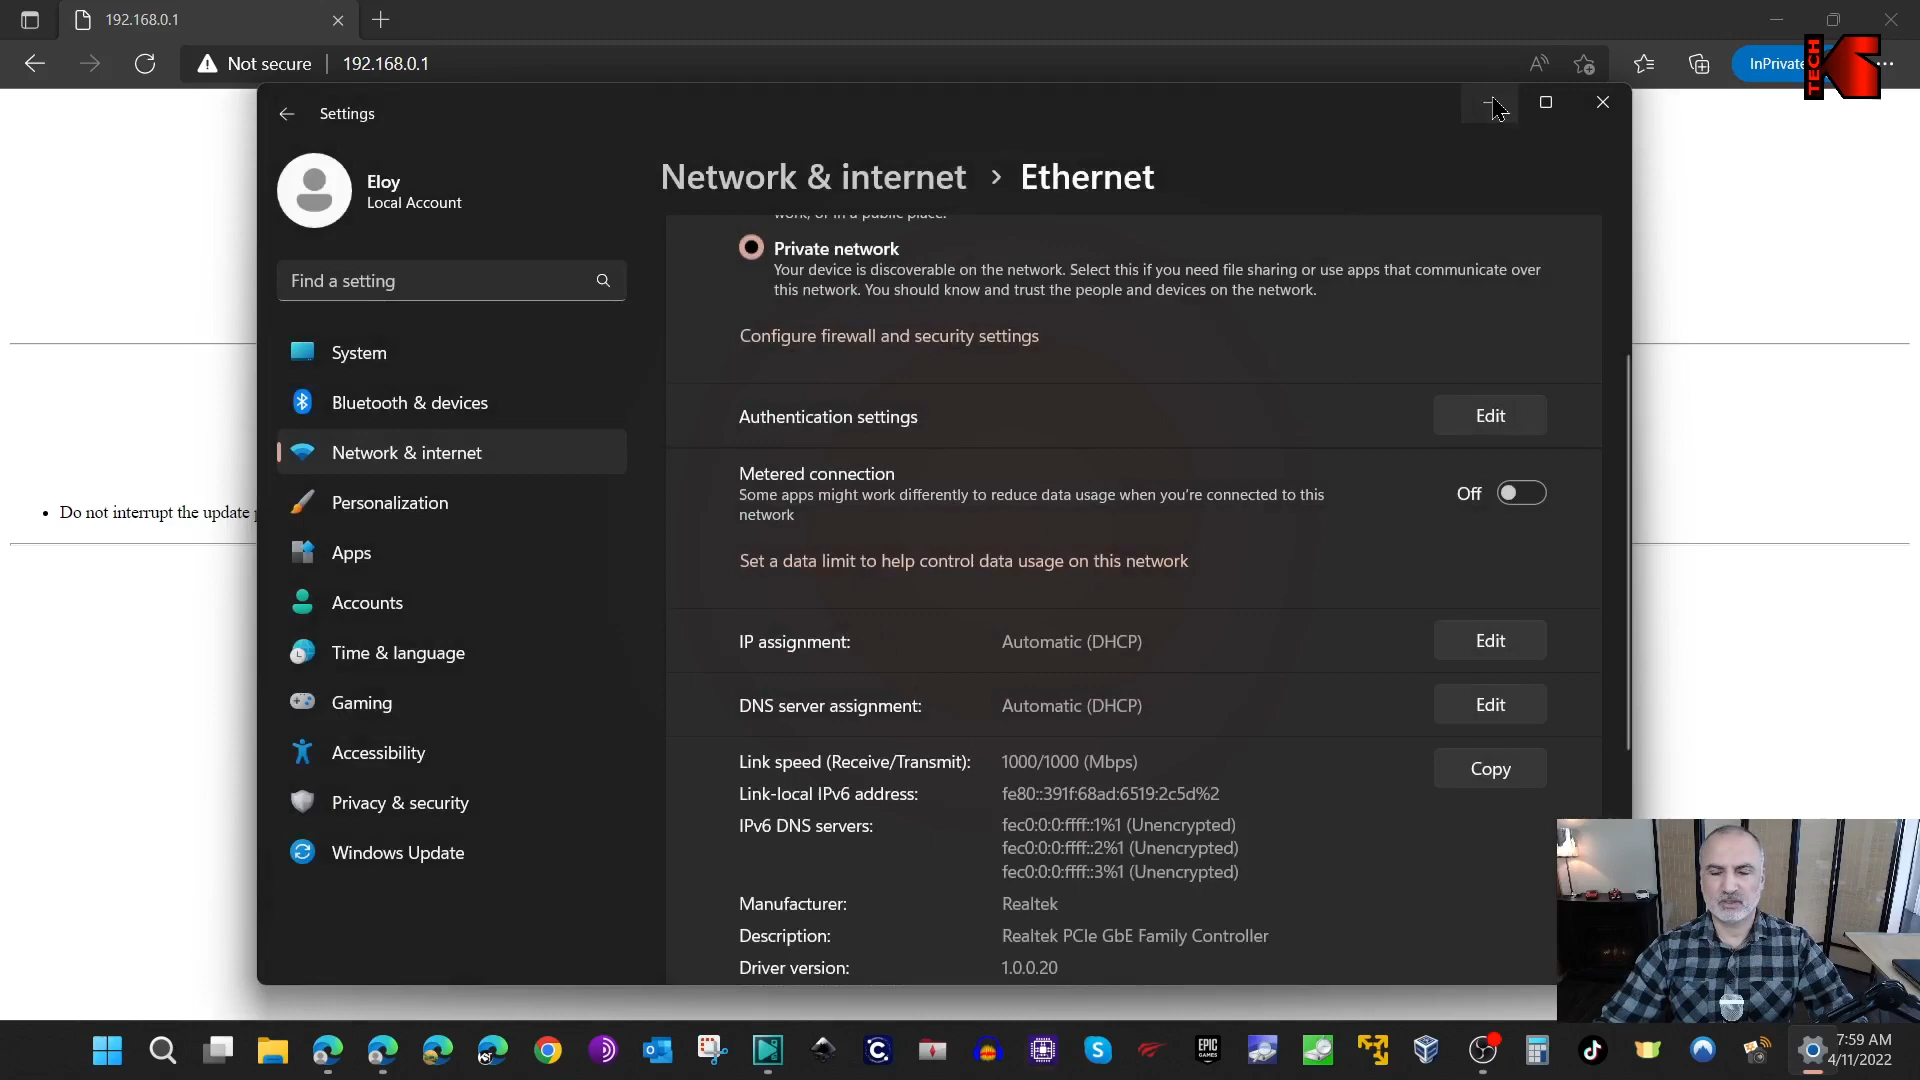 192.168.0.1
Not secure
192.168.0.1
InPrivate
TECH
Settings
Eloy
Local Account
Find a setting
System
Bluetooth & devices
Network & internet
Personalization
Apps
Accounts
Time & language
Gaming
Accessibility
Privacy & security
Windows Update
Network & internet > Ethernet
work, or in a public place.
Private network
Your device is discoverable on the network. Select this if you need file sharing or use apps that communicate over
this network. You should know and trust the people and devices on the network.
Configure firewall and security settings
Authentication settings Edit
Metered connection
Some apps might work differently to reduce data usage when you're connected to this
network
Off
Set a data limit to help control data usage on this network
IP assignment: Automatic (DHCP) Edit
DNS server assignment: Automatic (DHCP) Edit
Link speed (Receive/Transmit): 1000/1000 (Mbps) Copy
Link-local IPv6 address: fe80::391f:68ad:6519:2c5d%2
IPv6 DNS servers: fec0:0:0:ffff::1%1 (Unencrypted)
fec0:0:0:ffff::2%1 (Unencrypted)
fec0:0:0:ffff::3%1 (Unencrypted)
Manufacturer: Realtek
Description: Realtek PCIe GbE Family Controller
Driver version: 1.0.0.20
• Do not interrupt the update
EPIC
GAMES
7:59 AM
4/11/2022